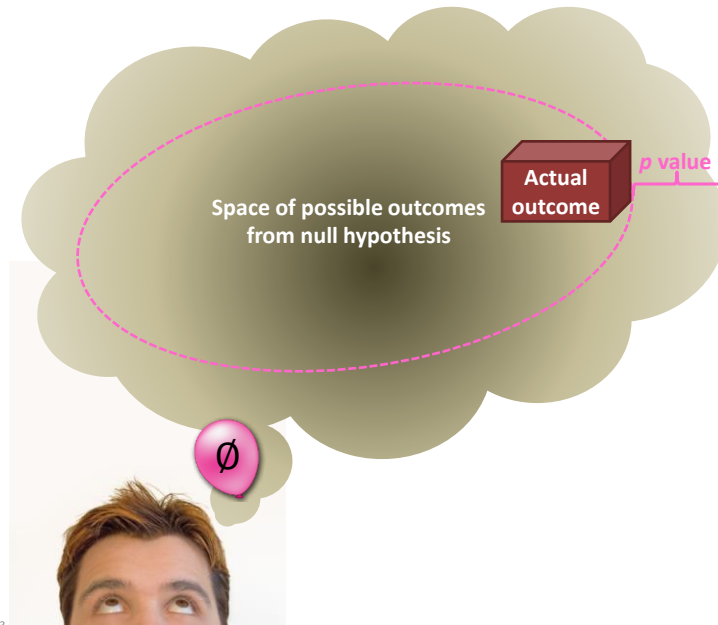 Actual
outcome
p value
Space of possible outcomes
from null hypothesis
Ø